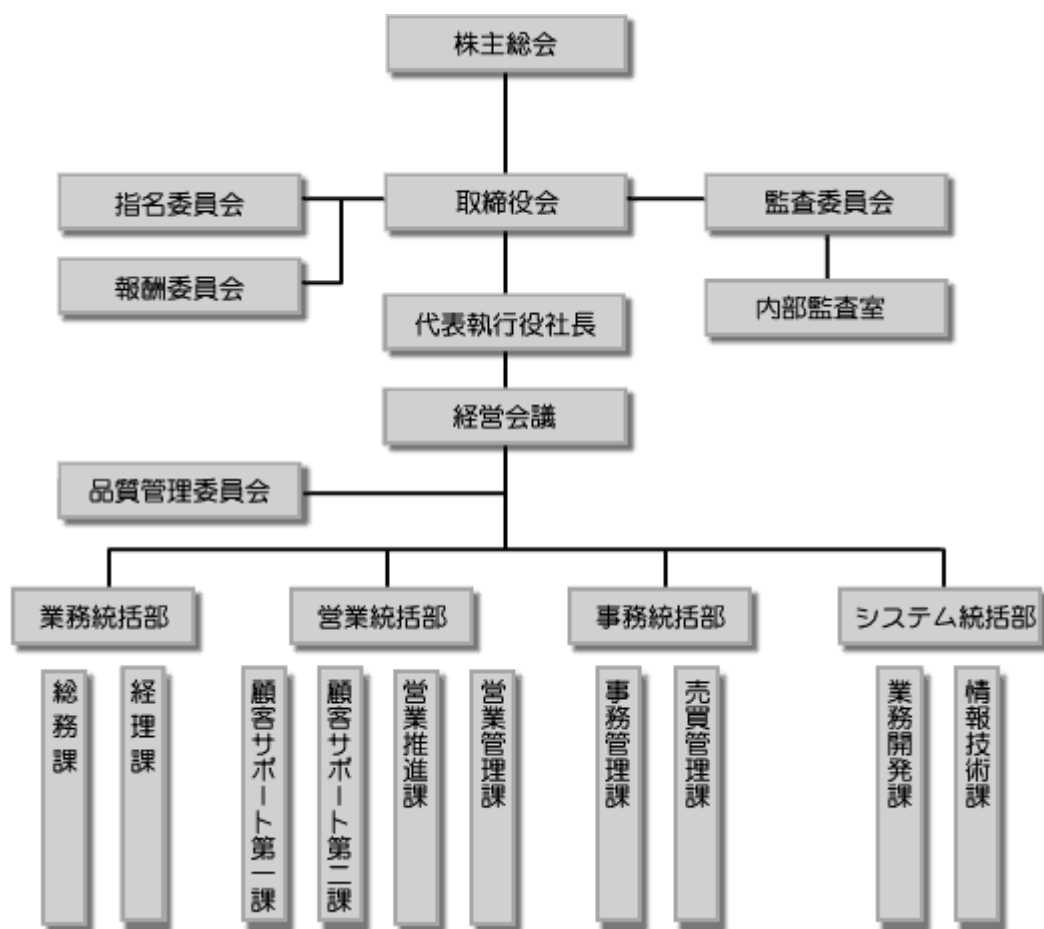 株主総会
指名委員会
取締役会
監査委員会
報酬委員会
内部監査室
代表執行役社長
経営会議
品質管理委員会
業務統括部
営業統括部
事務統括部
システム統括部
総務課
経理課
顧客サポート第一課
顧客サポート第二課
営業推進課
営業管理課
事務管理課
売買管理課
業務開発課
情報技術課